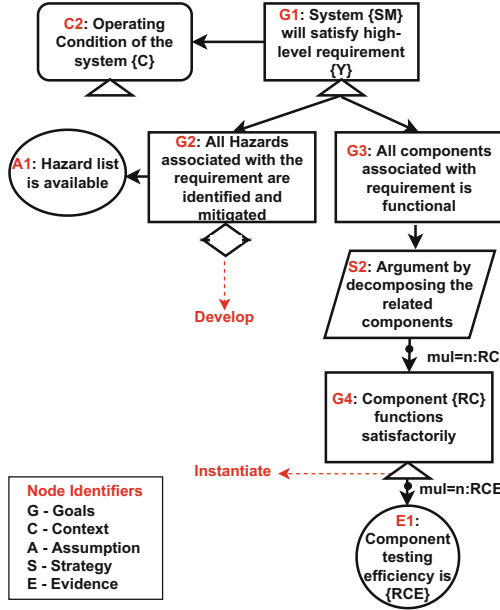 C2: Operating
Condition of the
system {C}
G1: System {SM}
will satisfy high-
level requirement
{Y}
A1: Hazard list
is available
G2: All Hazards
associated with the
requirement are
identified and
mitigated
G3: All components
associated with
requirement is
functional
Develop
S2: Argument by
decomposing the
related
components
mul=n:RC
G4: Component {RC}
functions
satisfactorily
Instantiate
mul=n:RCE
E1:
Component
testing
efficiency is
{RCE}
Node Identifiers
G - Goals
C - Context
A - Assumption
S - Strategy
E - Evidence